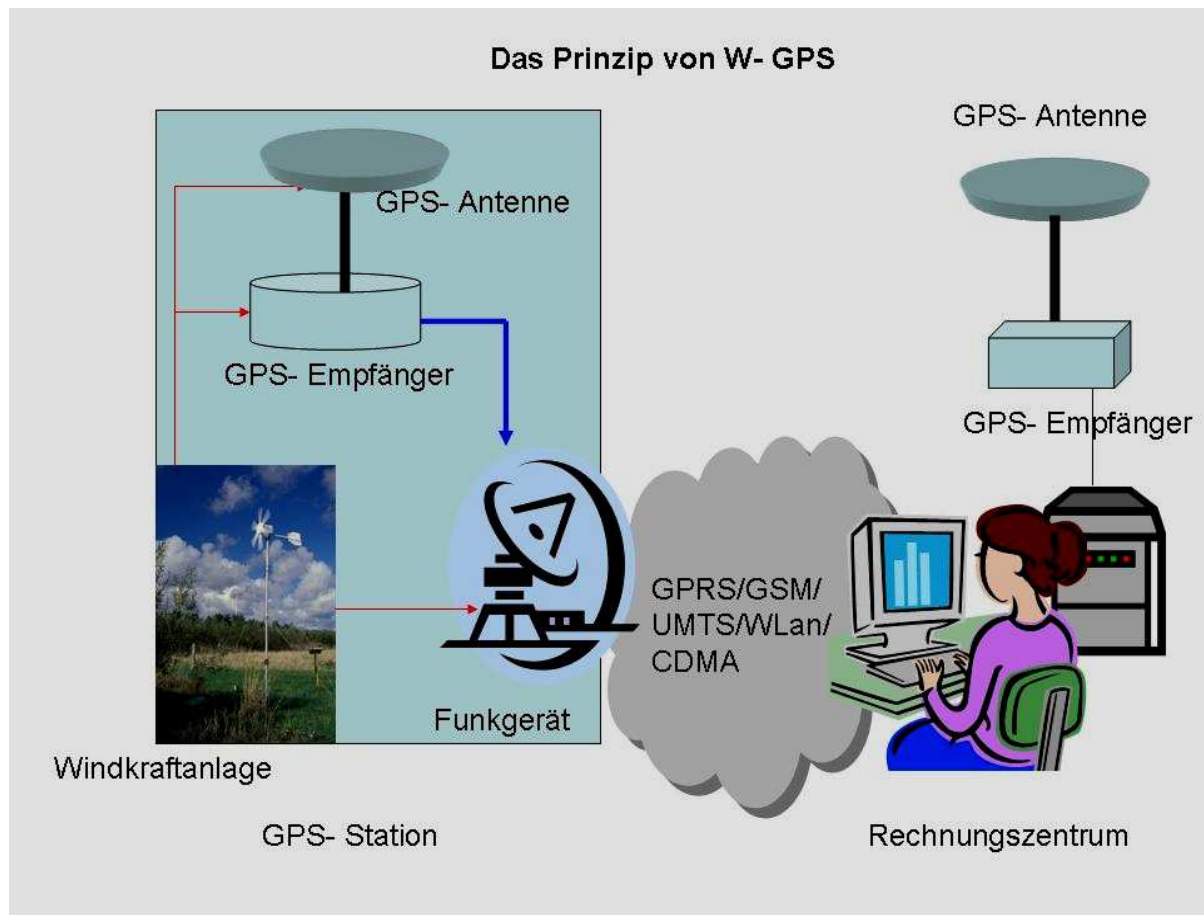 Das Prinzip von W- GPS
GPS- Antenne
GPS- Empfänger
Windkraftanlage
Funkgerät
GPS- Station
GPRS/GSM/
UMTS/WLan/
CDMA
GPS- Antenne
GPS- Empfänger
Rechnungszentrum